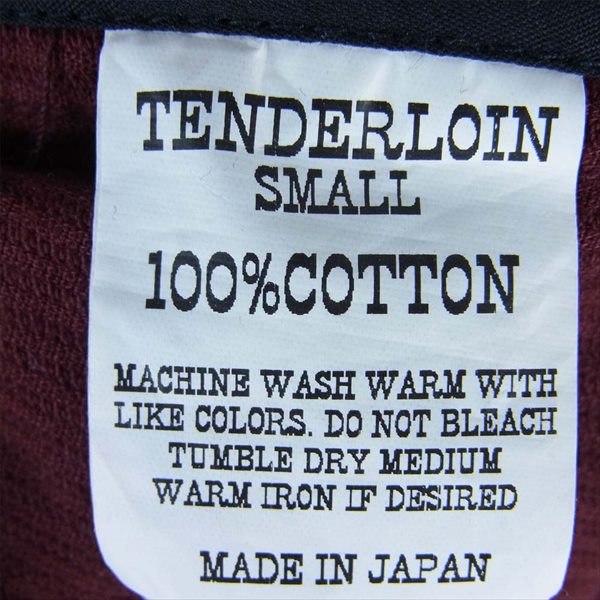 TENDERLOIN
SMALL
100%COTTON
MACHINE WASH WARM WITH
LIKE COLORS. DO NOT BLEACH
TUMBLE DRY MEDIUM
WARM IRON IF DESIRED
MADE IN JAPAN